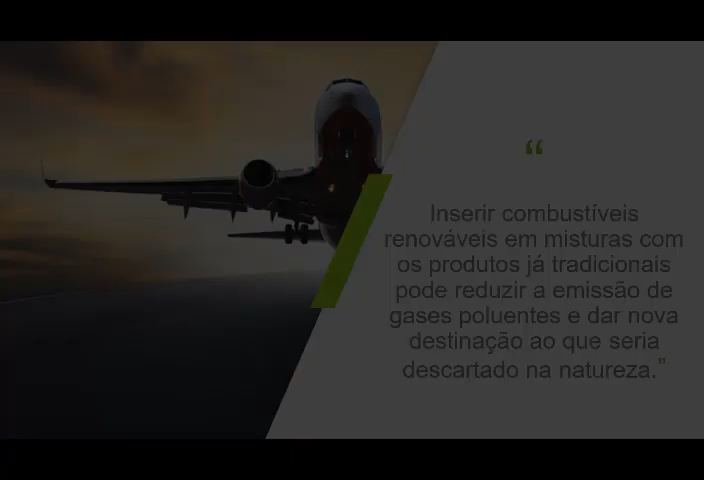 “
Inserir combustíveis
renováveis em misturas com
os produtos já tradicionais
pode reduzir a emissão de
gases poluentes e dar nova
destinação ao que seria
descartado na natureza.”